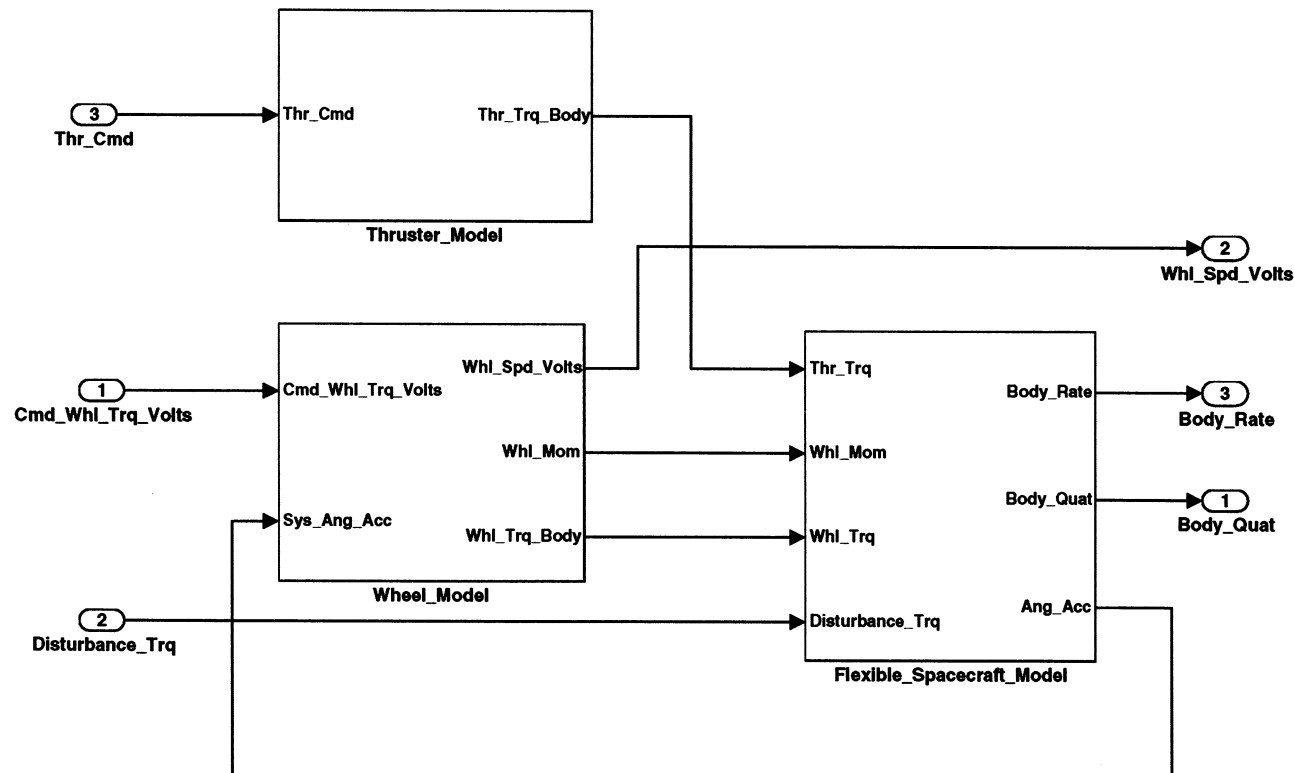 3
Thr_Cmd
Thr_Cmd
Thr_Trq_Body
Thruster_Model
2
Whl_Spd_Volts
1
Cmd_Whl_Trq_Volts
Cmd_Whl_Trq_Volts
Sys_Ang_Acc
Whl_Spd_Volts
Whl_Mom
Whl_Trq_Body
Wheel_Model
2
Disturbance_Trq
Thr_Trq
Whl_Mom
Whl_Trq
Disturbance_Trq
Body_Rate
Body_Quat
Ang_Acc
Flexible_Spacecraft_Model
3
Body_Rate
1
Body_Quat